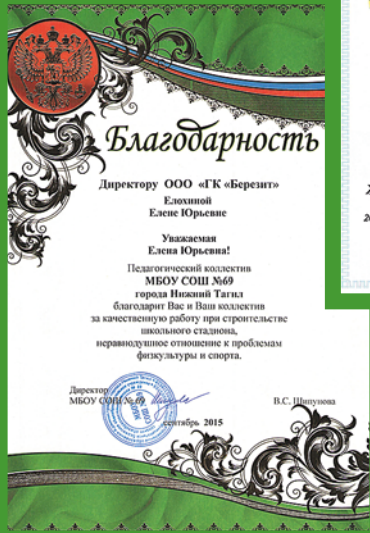 Благодарность
Директору ООО «ГК «Березит»
Елохиной
Елене Юрьевне
Уважаемая
Елена Юрьевна!
Педагогический коллектив
МБОУ СОШ №69
города Нижний Тагил
благодарит Вас и Ваш коллектив
за качественную работу при строительстве
школьного стадиона,
неравнодушное отношение к проблемам
физкультуры и спорта.
Директор
МБОУ СОШ № 69
В.С. Шипунова
сентябрь 2015